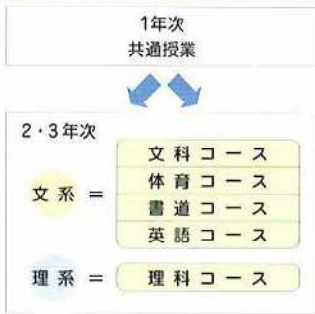 1年次
共通授業
2・3年次
文科コース
体育コース
文系 =
書道コース
英語コース
理系 = 理科コース